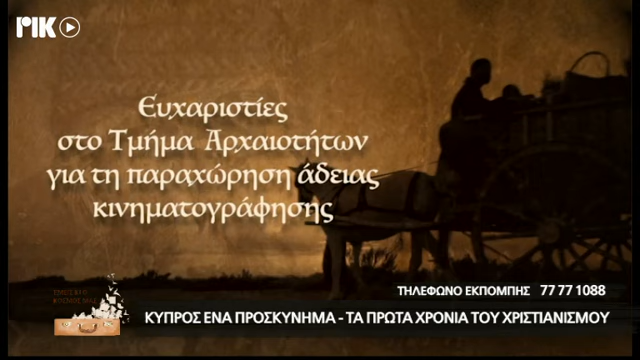 ΡΙΚ
Ευχαριστίες
στο Τμήμα Αρχαιοτήτων
για τη παραχώρηση άδειας
κινηματογράφησης
ΤΗΛΕΦΩΝΟ ΕΚΠΟΜΠΗΣ 77 77 1088
ΚΥΠΡΟΣ ΕΝΑ ΠΡΟΣΚΥΝΗΜΑ - ΤΑ ΠΡΩΤΑ ΧΡΟΝΙΑ ΤΟΥ ΧΡΙΣΤΙΑΝΙΣΜΟΥ